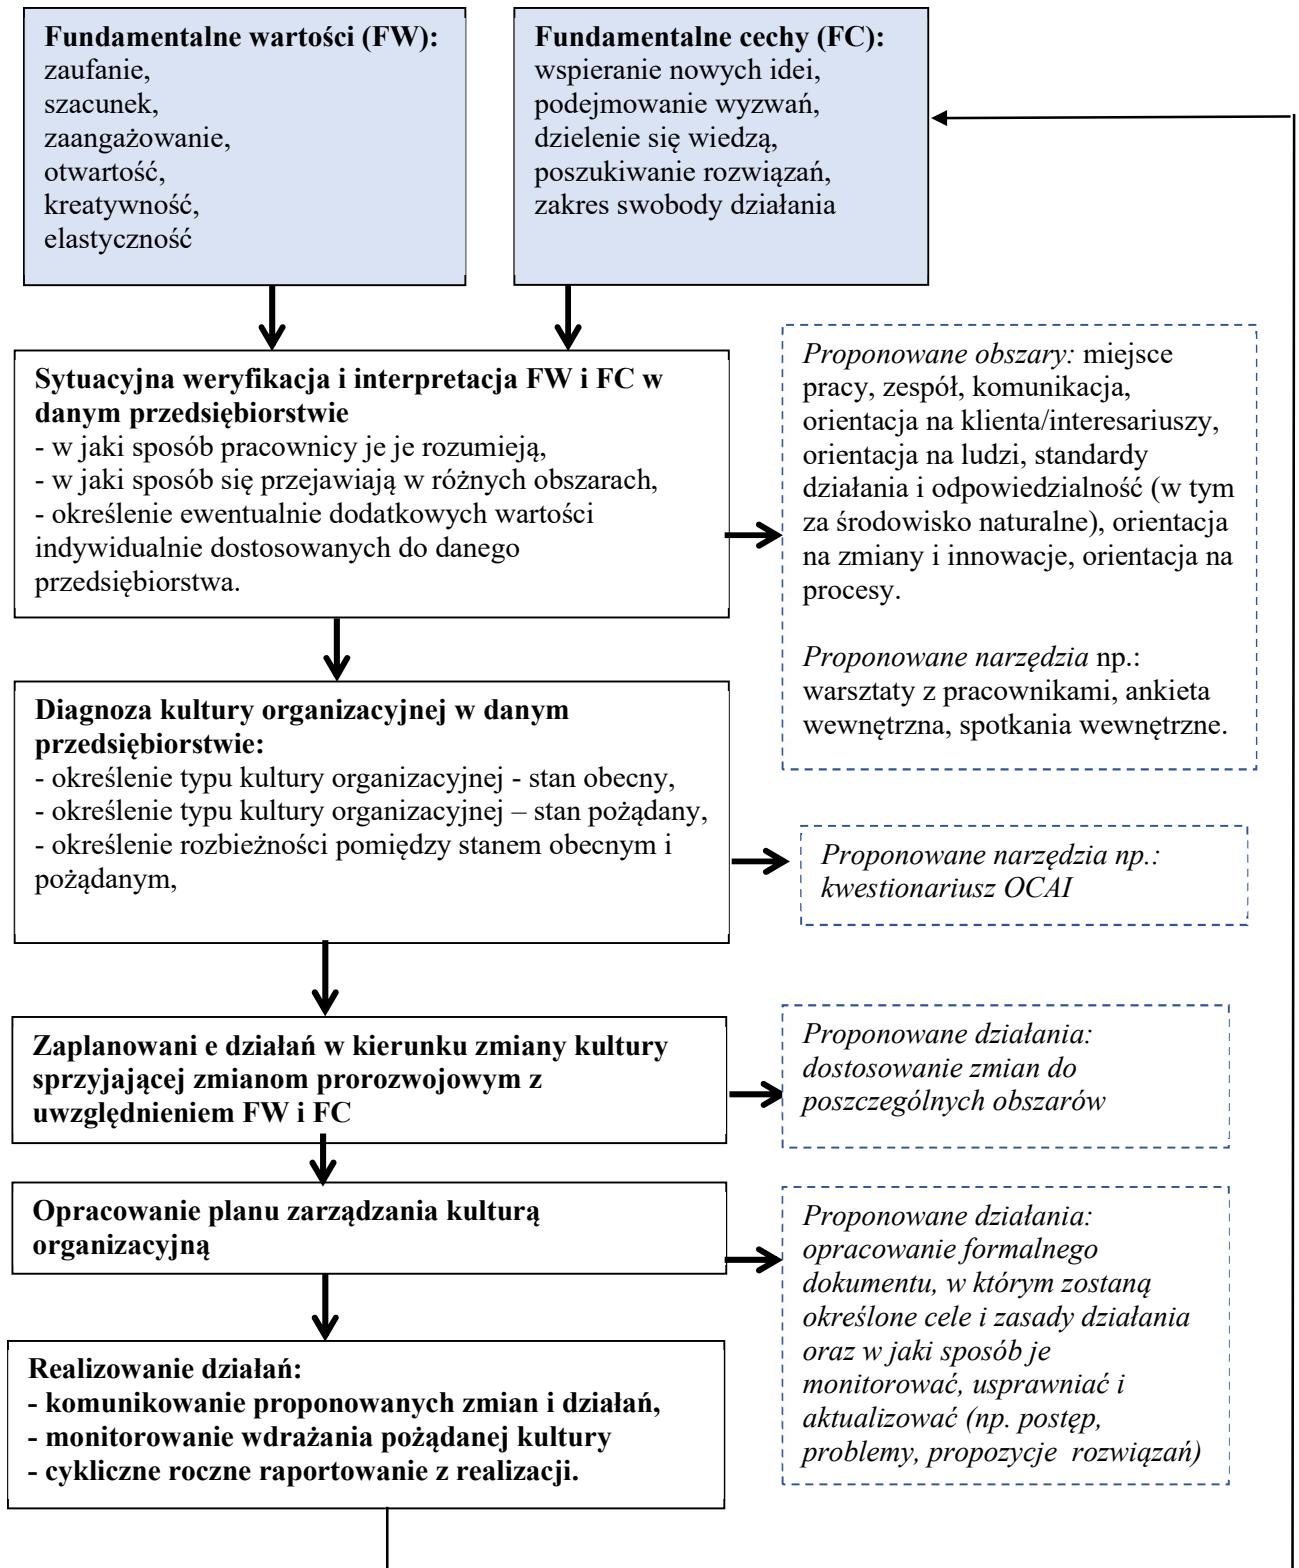 Fundamentalne wartości (FW):
zaufanie,
szacunek,
zaangażowanie,
otwartość,
kreatywność,
elastyczność
Fundamentalne cechy (FC):
wspieranie nowych idei,
podejmowanie wyzwań,
dzielenie się wiedzą,
poszukiwanie rozwiązań,
zakres swobody działania
Sytuacyjna weryfikacja i interpretacja FW i FC w
danym przedsiębiorstwie
- w jaki sposób pracownicy je je rozumieją,
- w jaki sposób się przejawiają w różnych obszarach,
- określenie ewentualnie dodatkowych wartości
indywidualnie dostosowanych do danego
przedsiębiorstwa.
Proponowane obszary: miejsce
pracy, zespół, komunikacja,
orientacja na klienta/interesariuszy,
orientacja na ludzi, standardy
działania i odpowiedzialność (w tym
za środowisko naturalne), orientacja
na zmiany i innowacje, orientacja na
procesy.
Proponowane narzędzia np.:
warsztaty z pracownikami, ankieta
wewnętrzna, spotkania wewnętrzne.
Diagnoza kultury organizacyjnej w danym
przedsiębiorstwie:
- określenie typu kultury organizacyjnej - stan obecny,
- określenie typu kultury organizacyjnej – stan pożądany,
- określenie rozbieżności pomiędzy stanem obecnym i
pożądanym,
Proponowane narzędzia np.:
kwestionariusz OCAI
Zaplanowani e działań w kierunku zmiany kultury
sprzyjającej zmianom prorozwojowym z
uwzględnieniem FW i FC
Proponowane działania:
dostosowanie zmian do
poszczególnych obszarów
Opracowanie planu zarządzania kulturą
organizacyjną
Proponowane działania:
opracowanie formalnego
dokumentu, w którym zostaną
określone cele i zasady działania
oraz w jaki sposób je
monitorować, usprawniać i
aktualizować (np. postęp,
problemy, propozycje rozwiązań)
Realizowanie działań:
- komunikowanie proponowanych zmian i działań,
- monitorowanie wdrażania pożądanej kultury
- cykliczne roczne raportowanie z realizacji.